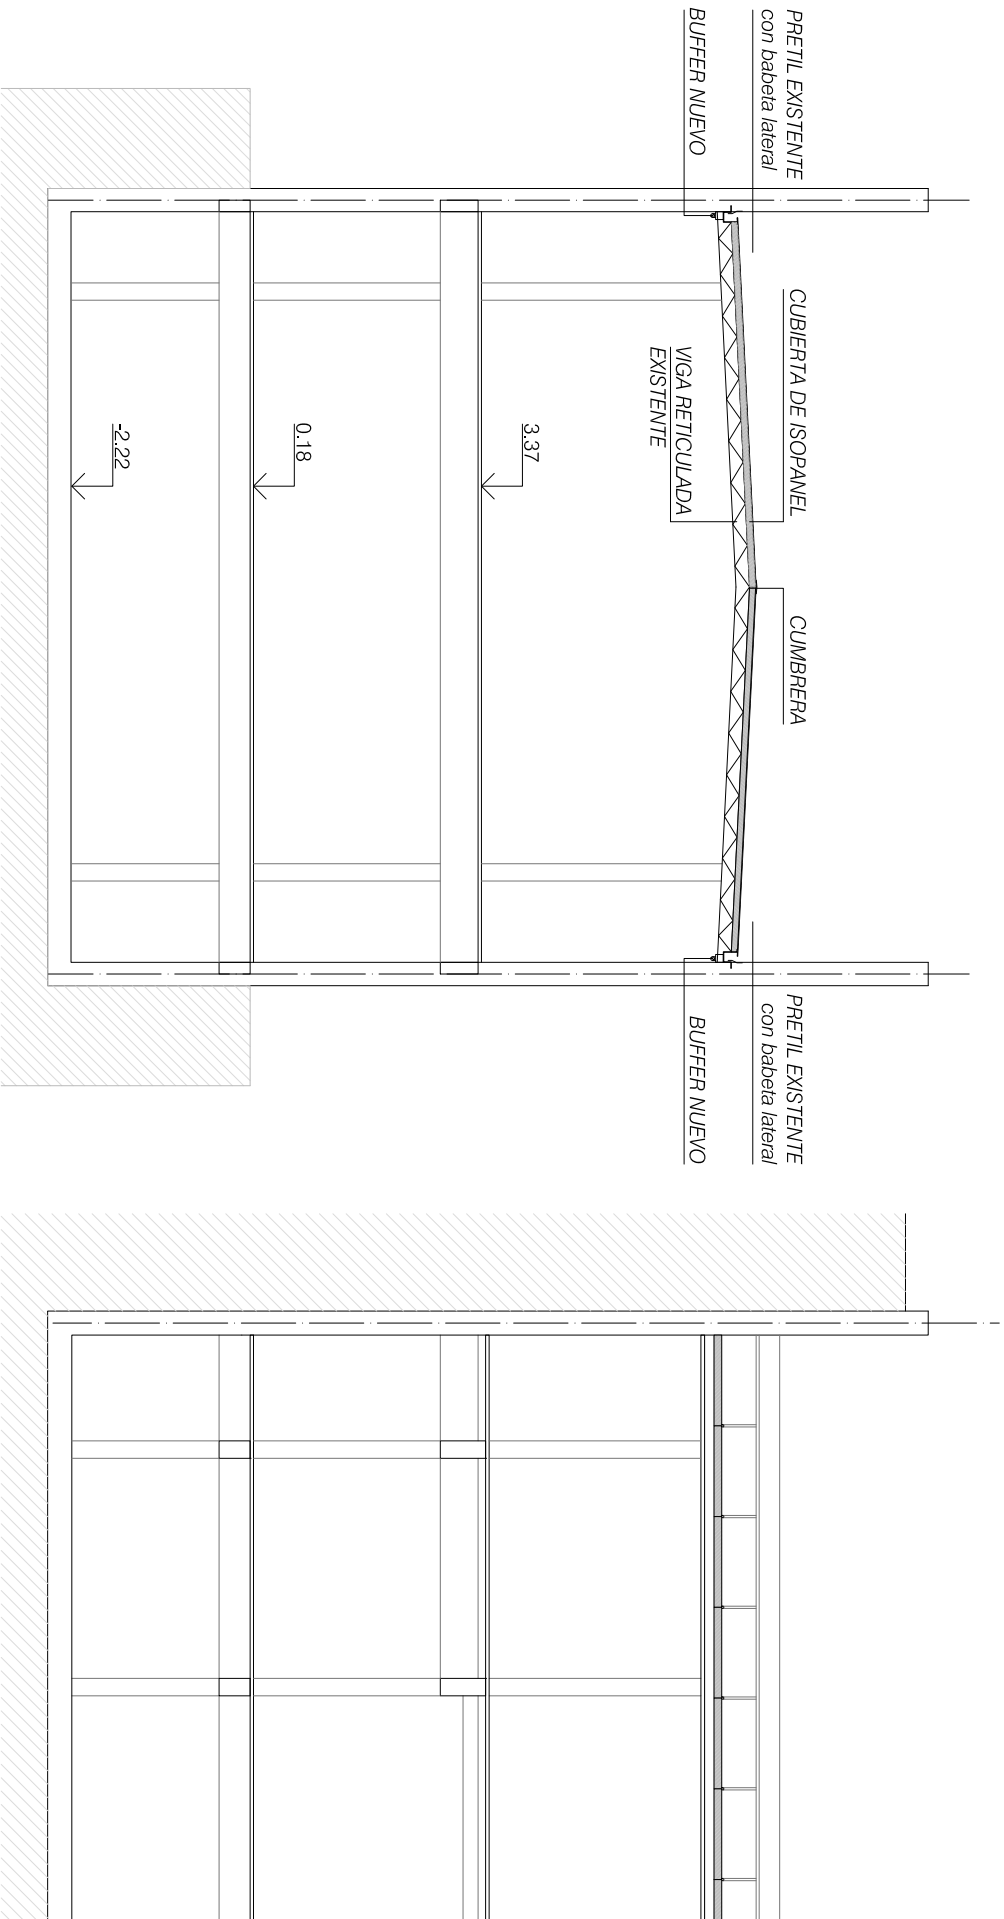 PRETIL EXISTENTE
con babeta lateral
BUFFER NUEVO
CUBIERTA DE ISOPANEL
VIGA RETICULADA
EXISTENTE
CUMBRERA
PRETIL EXISTENTE
con babeta lateral
BUFFER NUEVO
3.37
0.18
-2.22